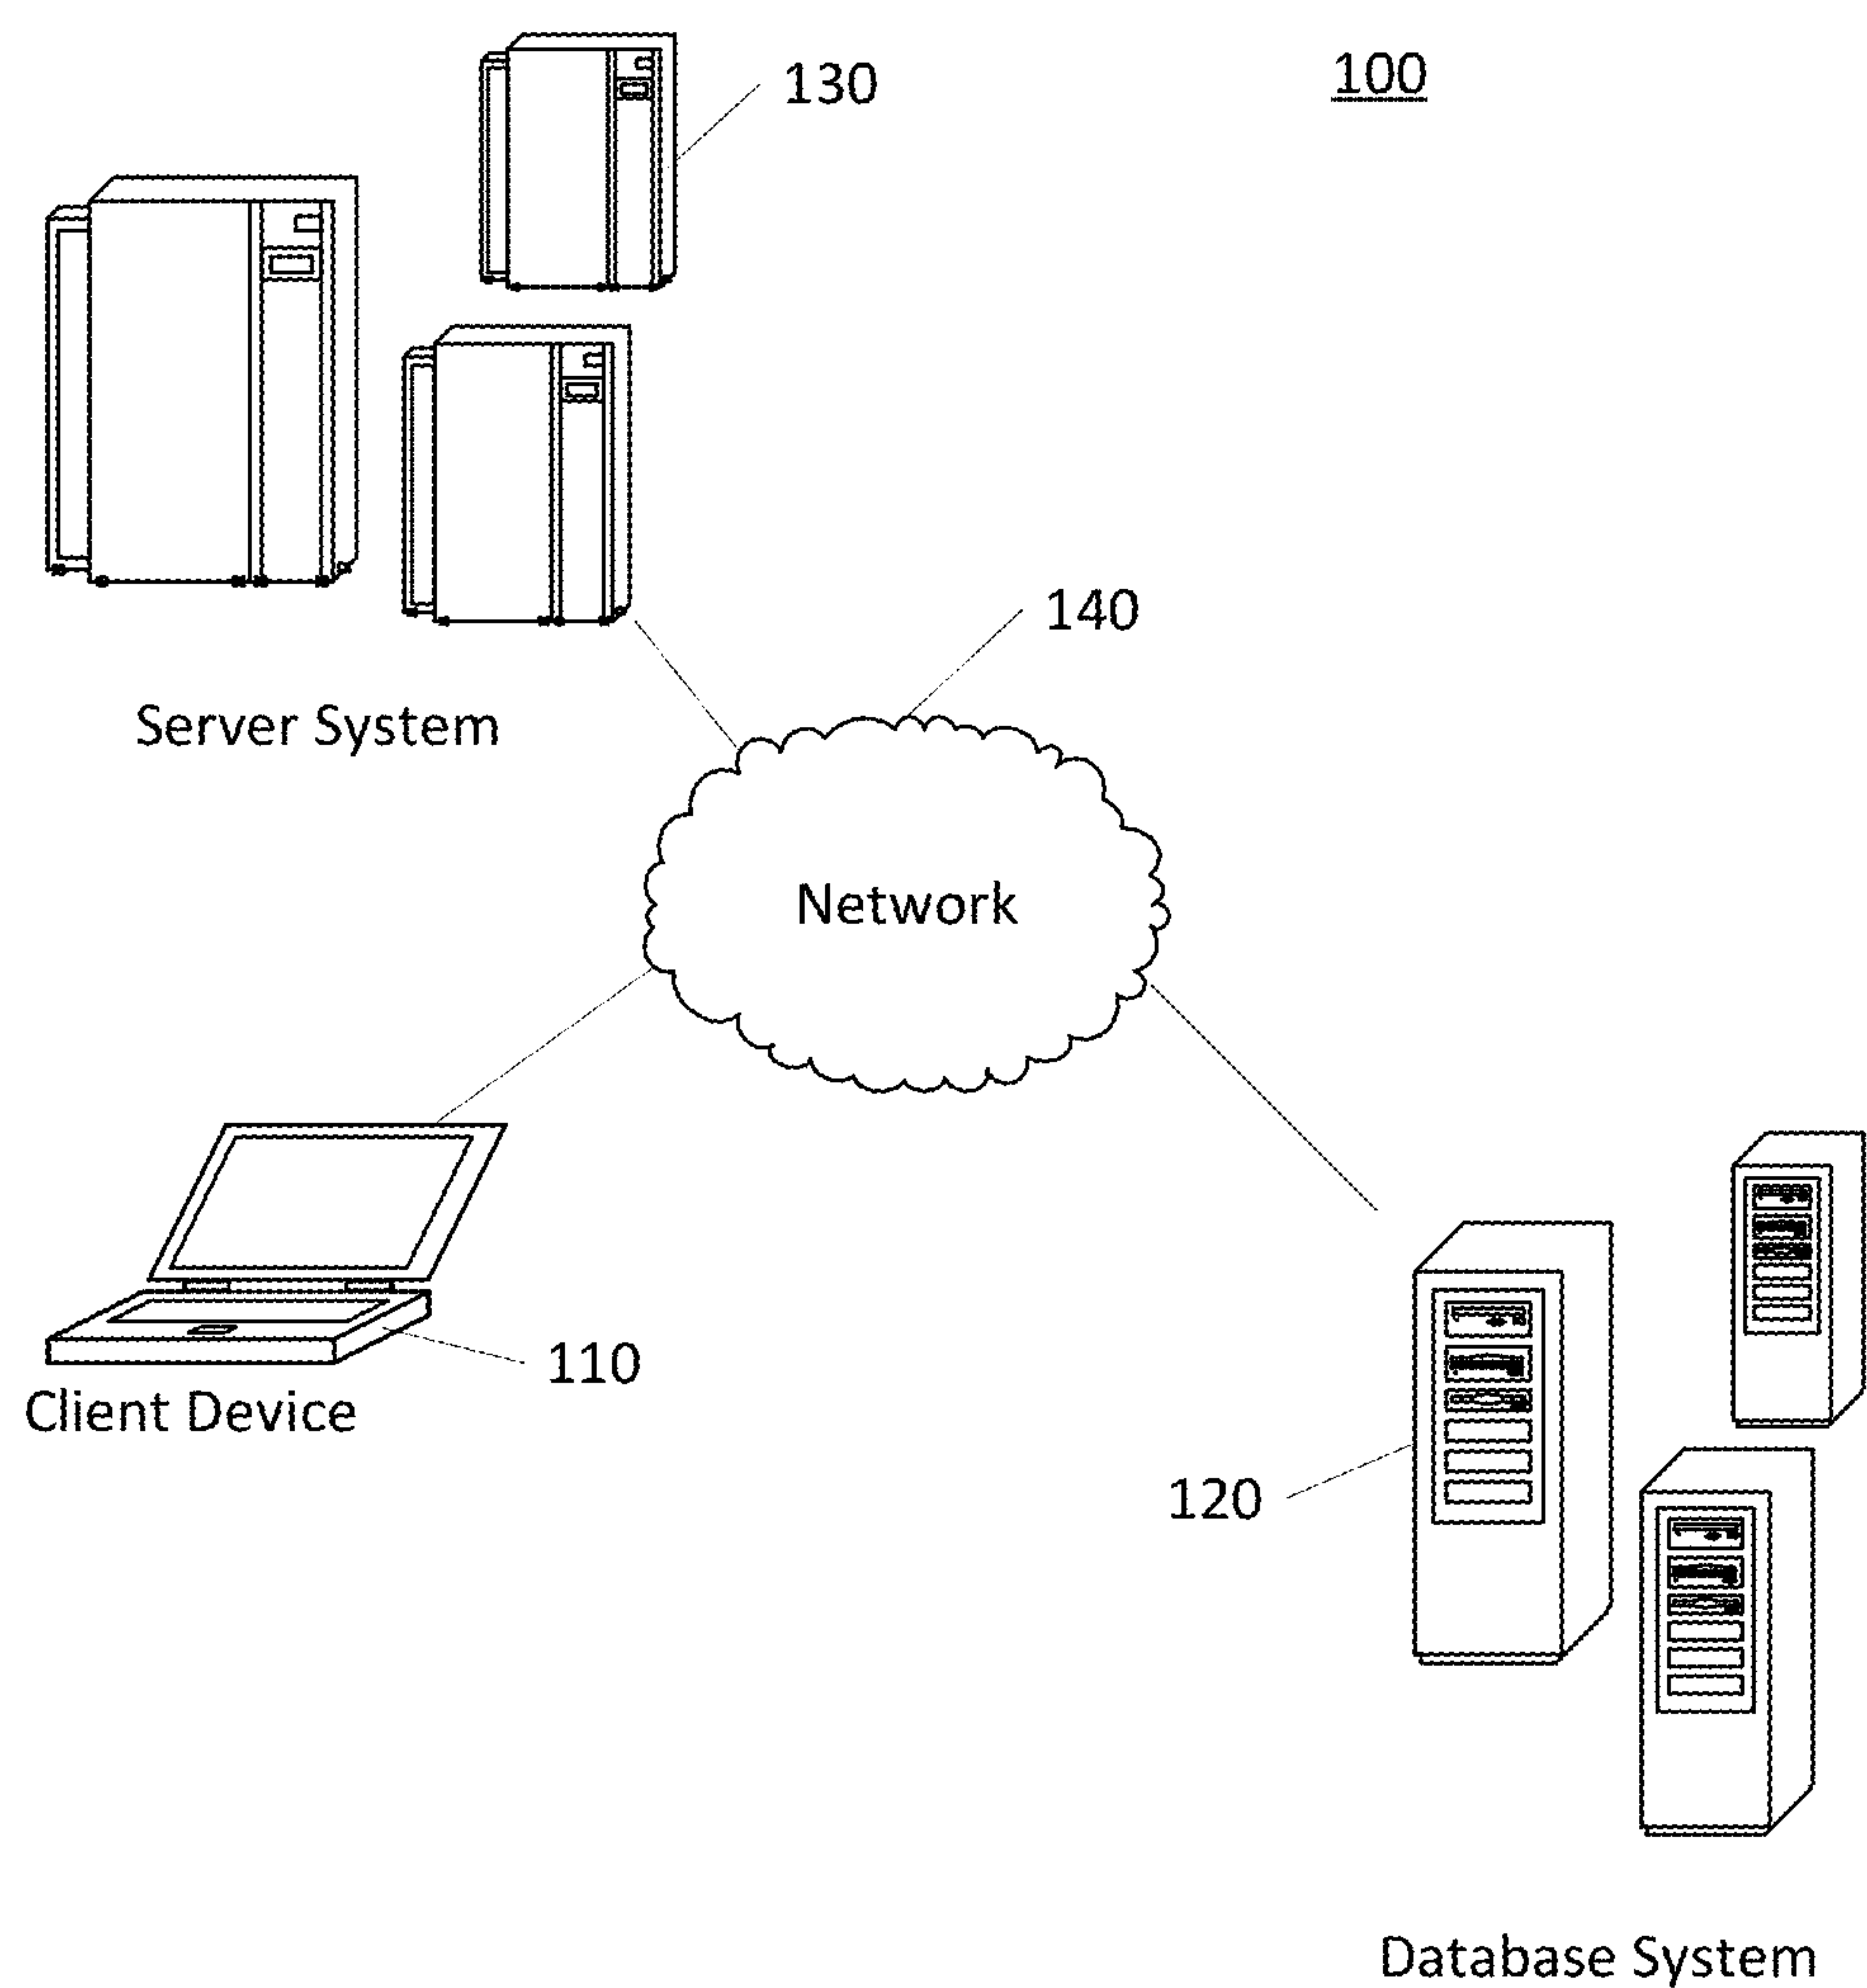 130
100
140
Server System
Network
110
Client Device
120
Database System